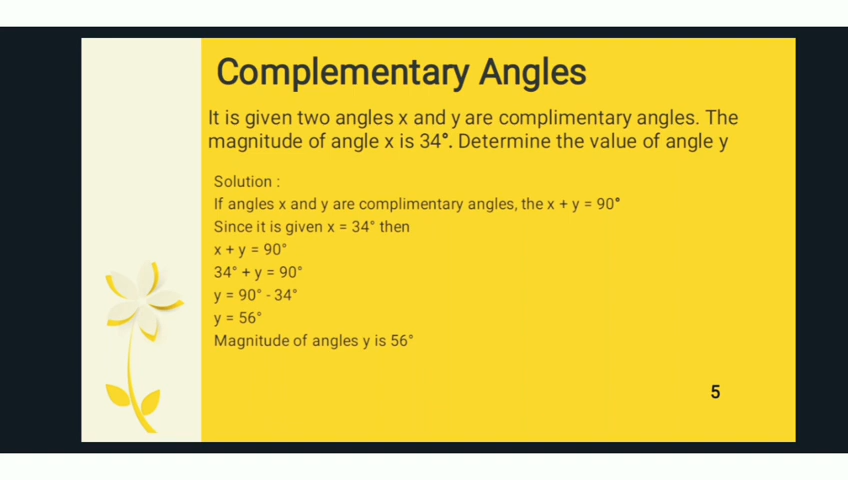 Complementary Angles
It is given two angles x and y are complimentary angles. The
magnitude of angle x is 34°. Determine the value of angle y
Solution :
If angles x and y are complimentary angles, the x + y = 90°
Since it is given x = 34° then
x + y = 90°
34° + y = 90°
y = 90° - 34°
y = 56°
Magnitude of angles y is 56°
5